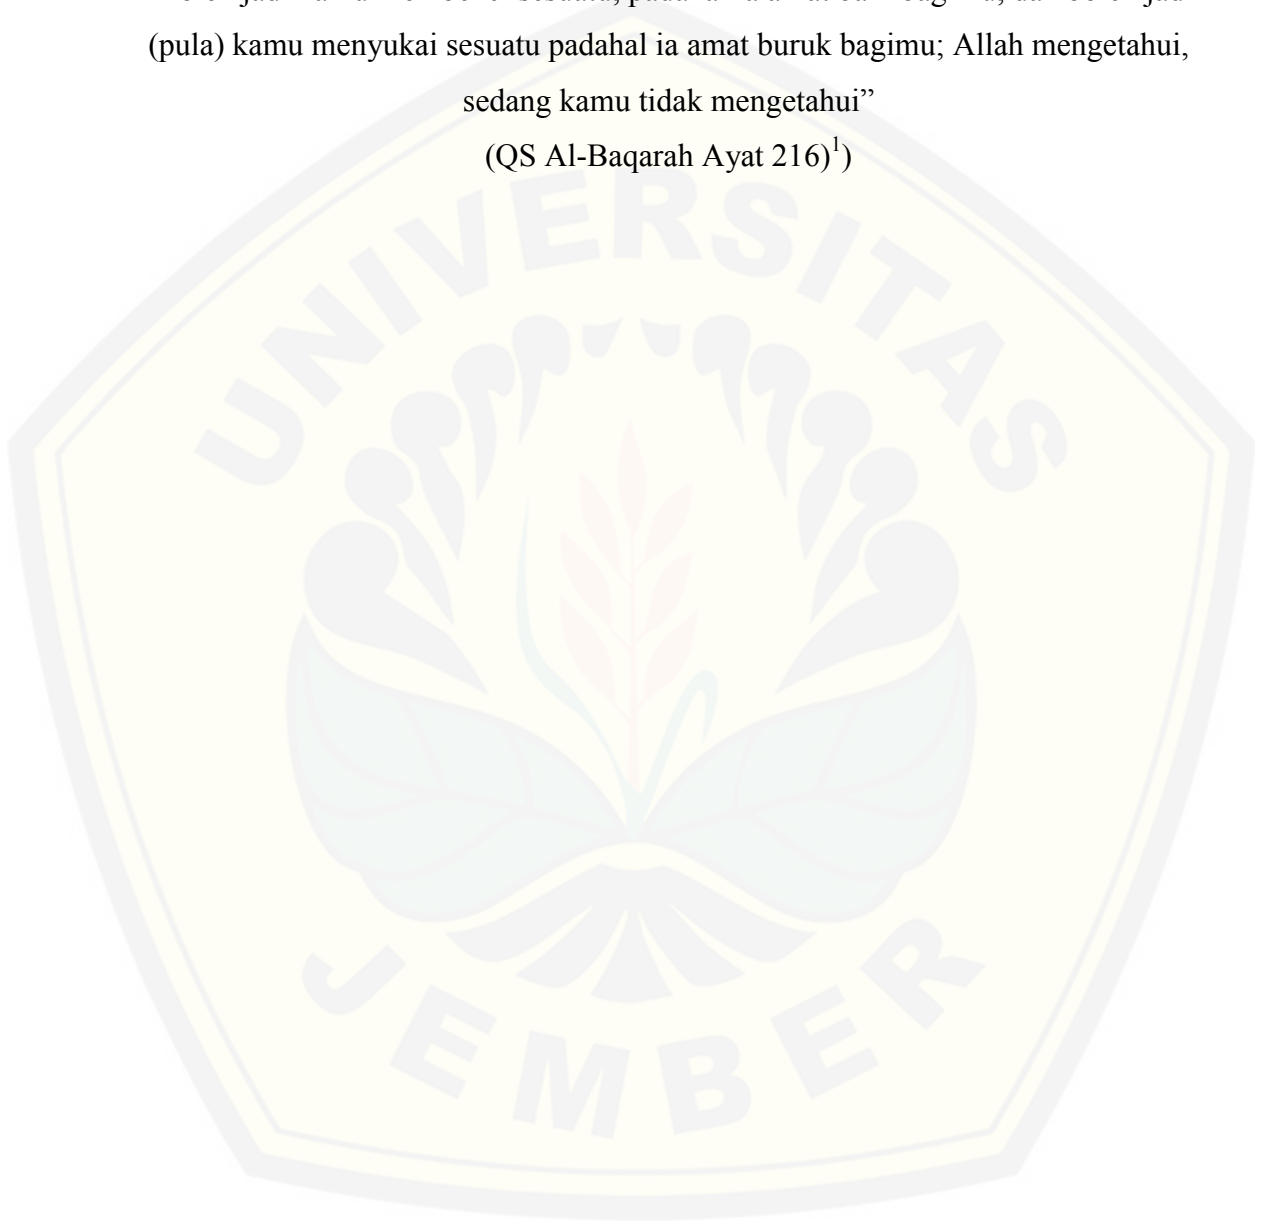 (pula) kamu menyukai sesuatu padahal ia amat buruk bagimu; Allah mengetahui,
sedang kamu tidak mengetahui”
(QS Al-Baqarah Ayat 216)¹)
UNIVERSITAS
JEMBER